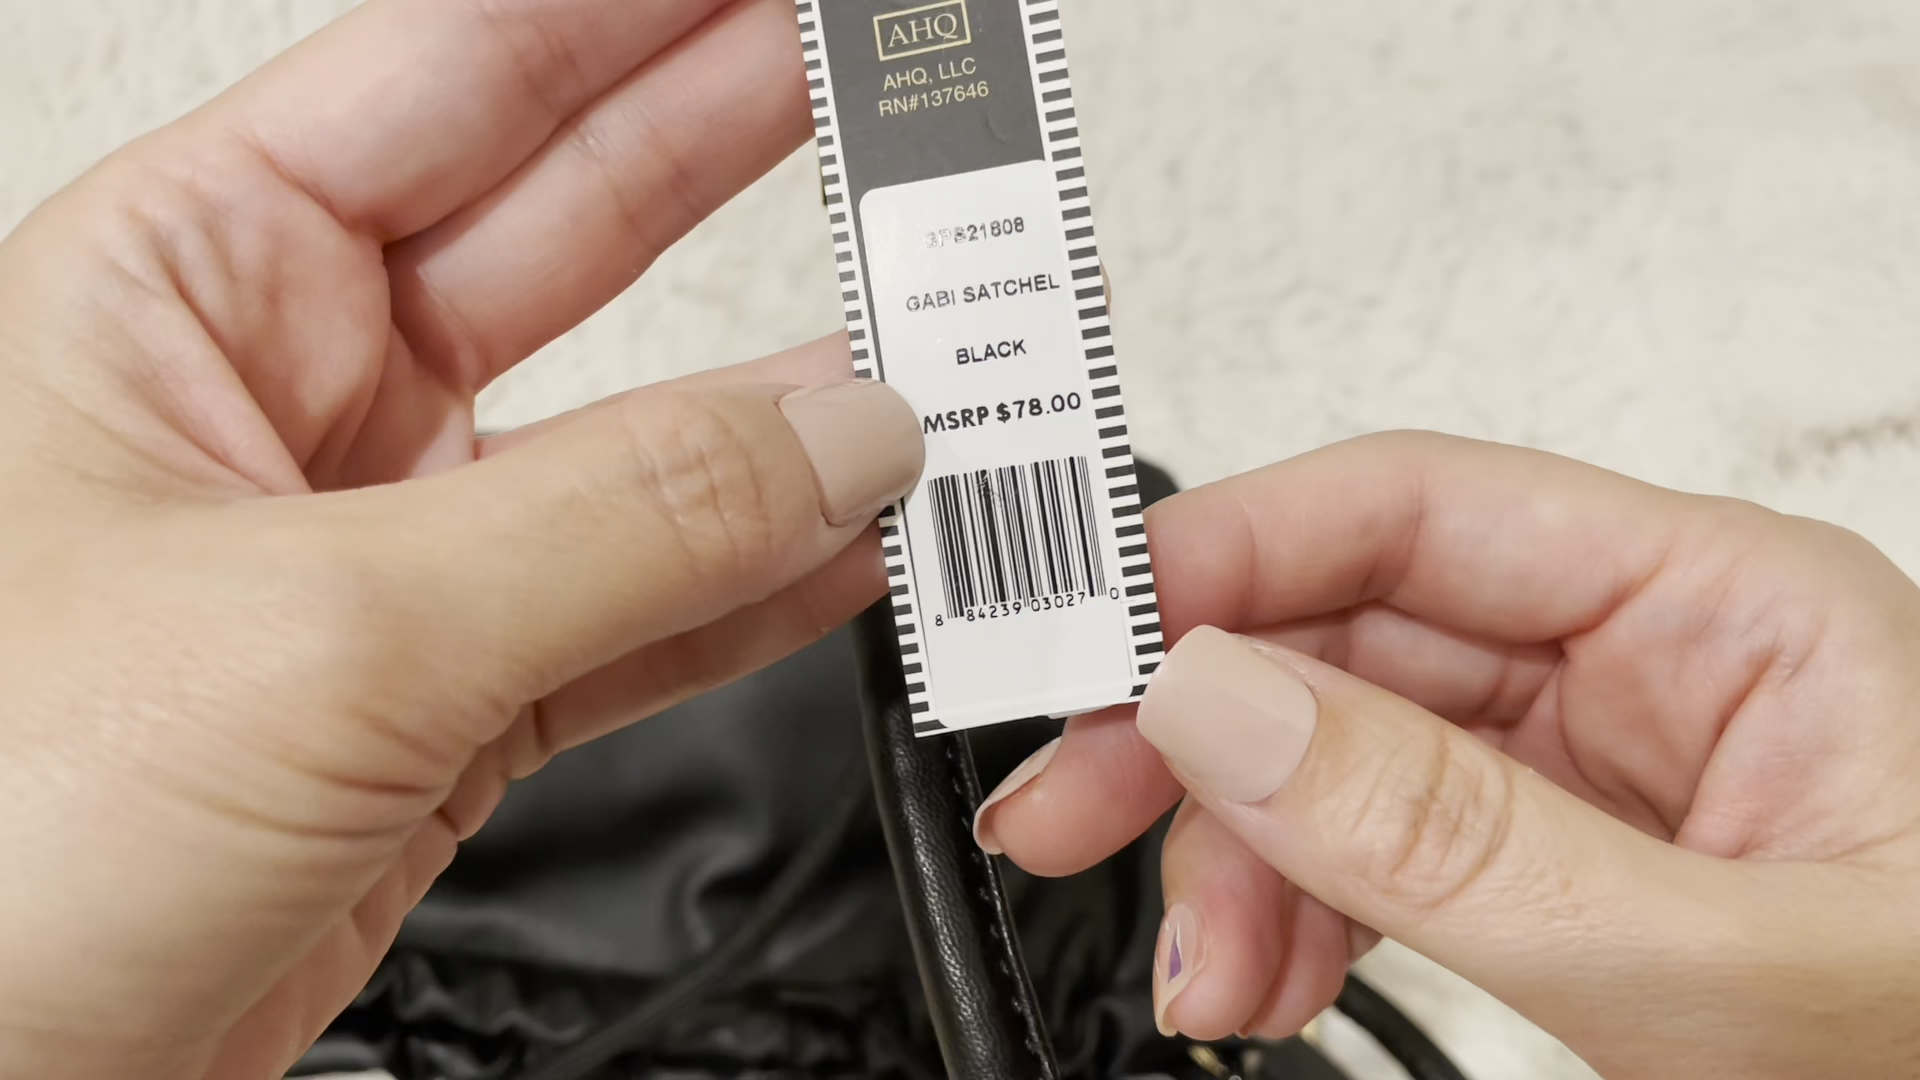 AHQ
AHQ, LLC
RN#137646
GABI SATCHEL
BLACK
MSRP $78.00
8 84239 03027 0